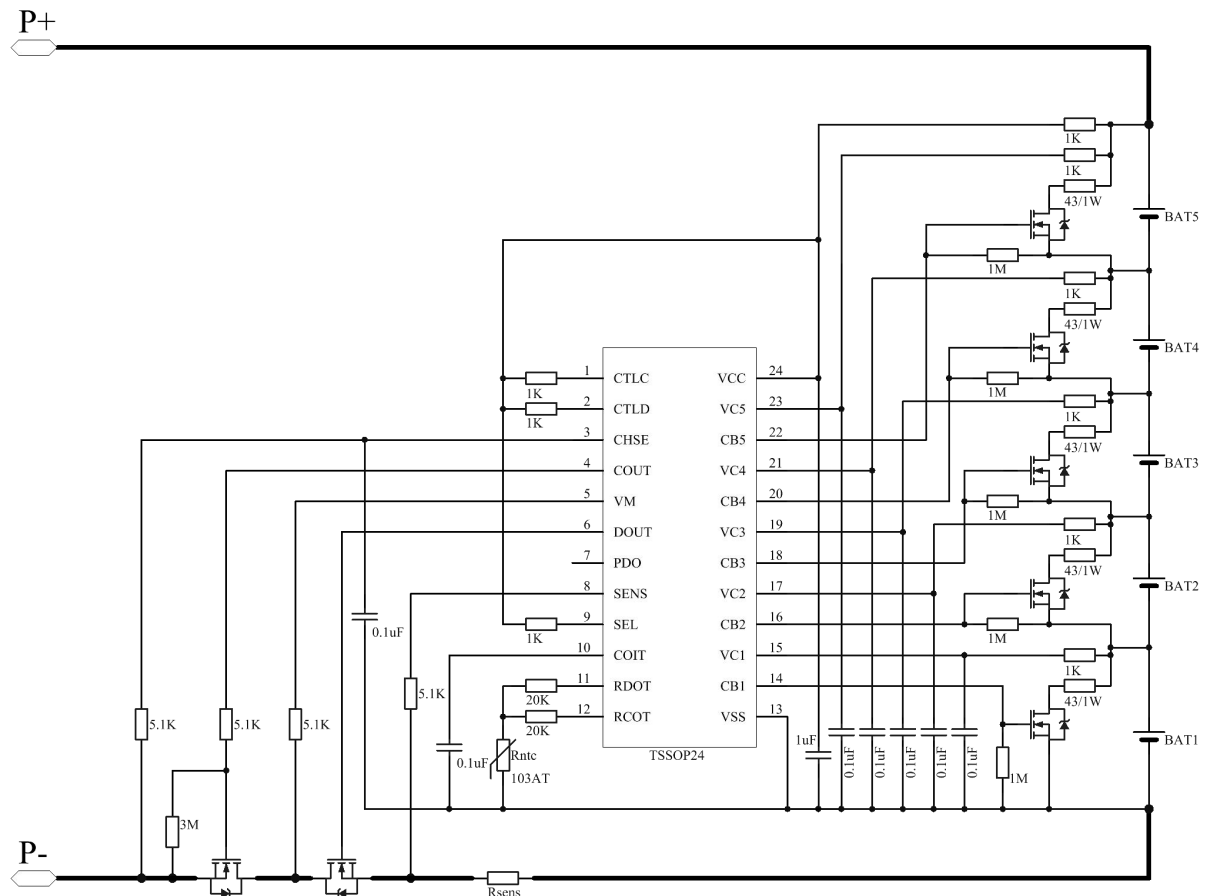 P+
1K
1K
43/1W
BAT5
1M
1K
43/1W
BAT4
1M
1 CTLC VCC 24
1K
1K
2 CTLD VC5 23
1K
43/1W
3 CHSE CB5 22
4 COUT VC4 21
BAT3
5 VM CB4 20
1M
6 DOUT VC3 19
1K
7 PDO CB3 18
43/1W
8 SENS VC2 17
BAT2
9 SEL CB2 16
0.1uF
1K
1M
10 COIT VC1 15
1K
11 RDOT CB1 14
43/1W
5.1K
20K
12 RCOT VSS 13
20K
5.1K
5.1K
5.1K
BAT1
TSSOP24
1uF
0.1uF
0.1uF
0.1uF
0.1uF
0.1uF
0.1uF
Rntc
103AT
1M
3M
P-
Rsens